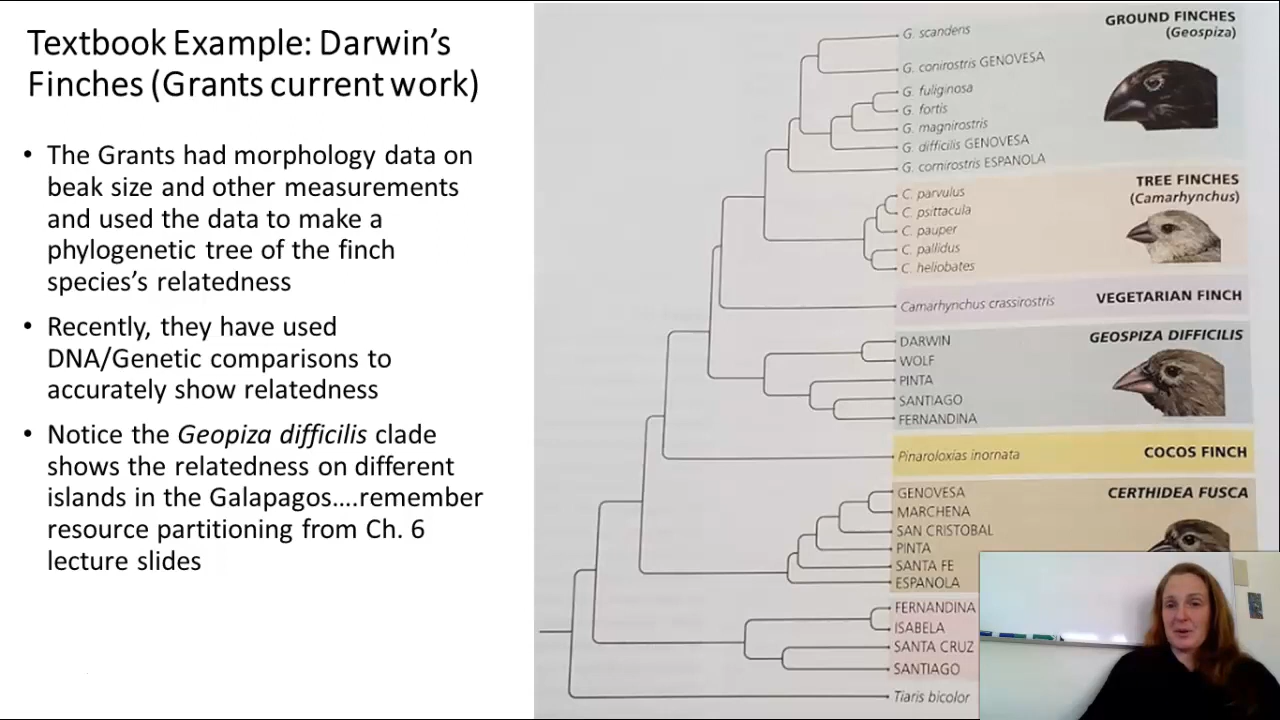 Textbook Example: Darwin's
Finches (Grants current work)
• The Grants had morphology data on
beak size and other measurements
and used the data to make a
phylogenetic tree of the finch
species's relatedness
• Recently, they have used
DNA/Genetic comparisons to
accurately show relatedness
• Notice the Geopiza difficilis clade
shows the relatedness on different
islands in the Galapagos....remember
resource partitioning from Ch. 6
lecture slides
GROUND FINCHES
(Geospiza)
G. scandens
G. conirostris GENOVESA
G. fuliginosa
G. fortis
G. magnirostris
G. difficilis GENOVESA
G. cornirostris ESPANOLA
TREE FINCHES
(Camarhynchus)
C. parvulus
C. psittacula
C. pauper
C. pallidus
C. heliobates
Camarhynchus crassirostris
VEGETARIAN FINCH
GEOSPIZA DIFFICILIS
DARWIN
WOLF
PINTA
SANTIAGO
FERNANDINA
Pinaroloxias inornata
COCOS FINCH
CERTHIDEA FUSCA
GENOVESA
MARCHENA
SAN CRISTOBAL
PINTA
SANTA FE
ESPANOLA
FERNANDINA
ISABELA
SANTA CRUZ
SANTIAGO
Tiaris bicolor